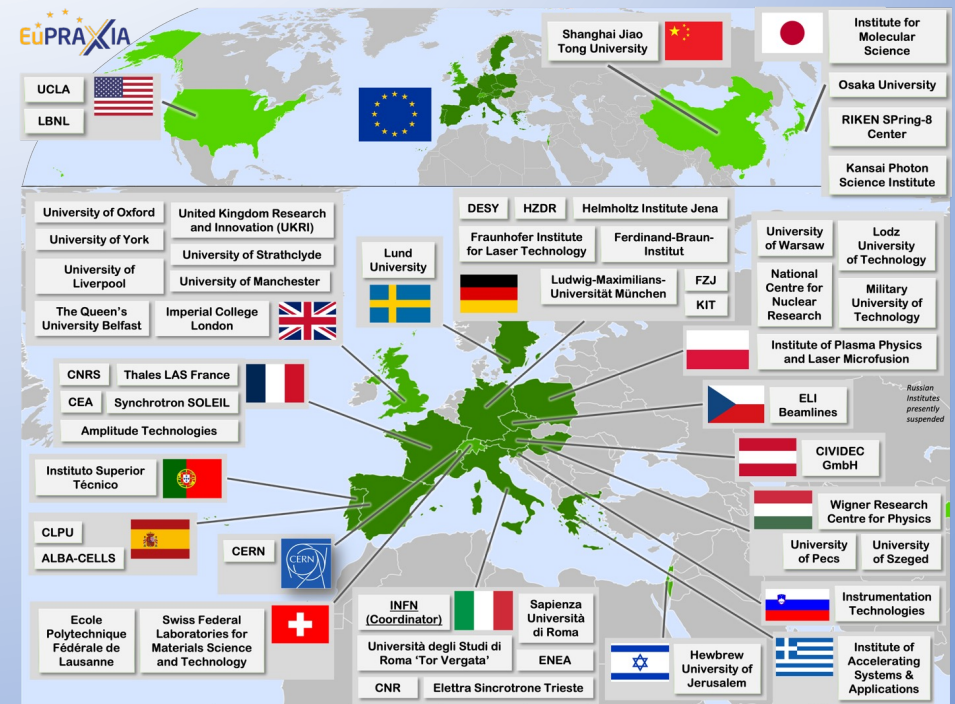 EuPRAXIA
UCLA
LBNL
Shanghai Jiao
Tong University
Institute for
Molecular
Science
Osaka University
RIKEN SPring-8
Center
Kansai Photon
Science Institute
University of Oxford
United Kingdom Research
and Innovation (UKRI)
University of York
University of Strathclyde
University of
Liverpool
University of Manchester
The Queen's
University Belfast
Imperial College
London
Lund
University
DESY
HZDR
Helmholtz Institute Jena
Fraunhofer Institute
for Laser Technology
Ferdinand-Braun-
Institut
Ludwig-Maximilians-
Universität München
FZJ
KIT
University
of Warsaw
Lodz
University
of Technology
National
Centre for
Nuclear
Research
Military
University of
Technology
Institute of Plasma Physics
and Laser Microfusion
CNRS
Thales LAS France
CEA
Synchrotron SOLEIL
Amplitude Technologies
ELI
Beamlines
Russian
Institutes
presently
suspended
CIVIDEC
GmbH
Instituto Superior
Técnico
Wigner Research
Centre for Physics
University
of Pecs
University
of Szeged
CLPU
ALBA-CELLS
CERN
CERN
Instrumentation
Technologies
Ecole
Polytechnique
Fédérale de
Lausanne
Swiss Federal
Laboratories for
Materials Science
and Technology
INFN
(Coordinator)
Sapienza
Università
di Roma
Università degli Studi di
Roma 'Tor Vergata'
ENEA
CNR
Elettra Sincrotrone Trieste
Hewbrew
University of
Jerusalem
Institute of
Accelerating
Systems &
Applications